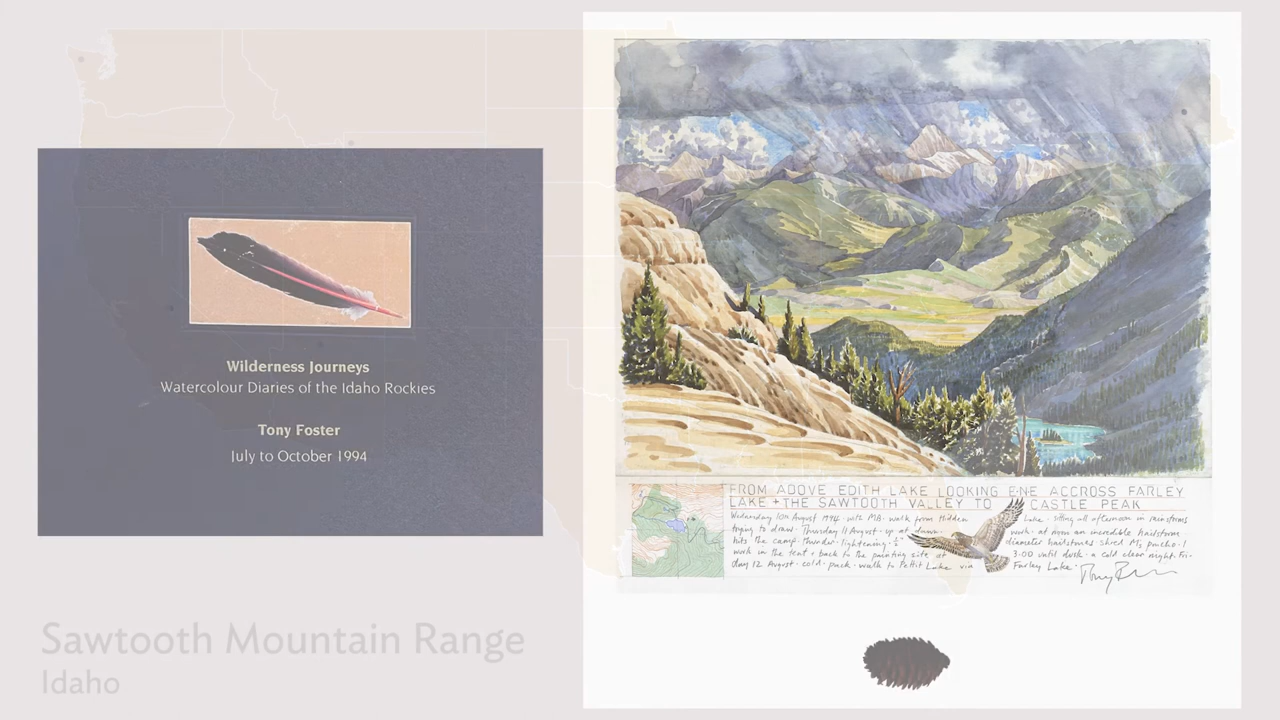 Wilderness Journeys
Watercolour Diaries of the Idaho Rockies
Tony Foster
July to October 1994
Sawtooth Mountain Range
Idaho
FROM ABOVE EDITH LAKE LOOKING ENE ACCROSS FARLEY
LAKE + THE SAWTOOTH VALLEY TO CASTLE PEAK
Wednesday 10th August 1994 · with MB · walk from Hidden Lake · sitting all afternoon in rainstorms
trying to draw · Thursday 11 August · up at dawn · work · at noon an incredible hailstorm
hits the camp · thunder · lightening · ½" diameter hailstones shred M's poncho · I
work in the tent + back to the painting site at 3·00 until dusk · a cold clear night · Fri-
day 12 August · cold · pack · walk to Pettit Lake via Farley Lake ·